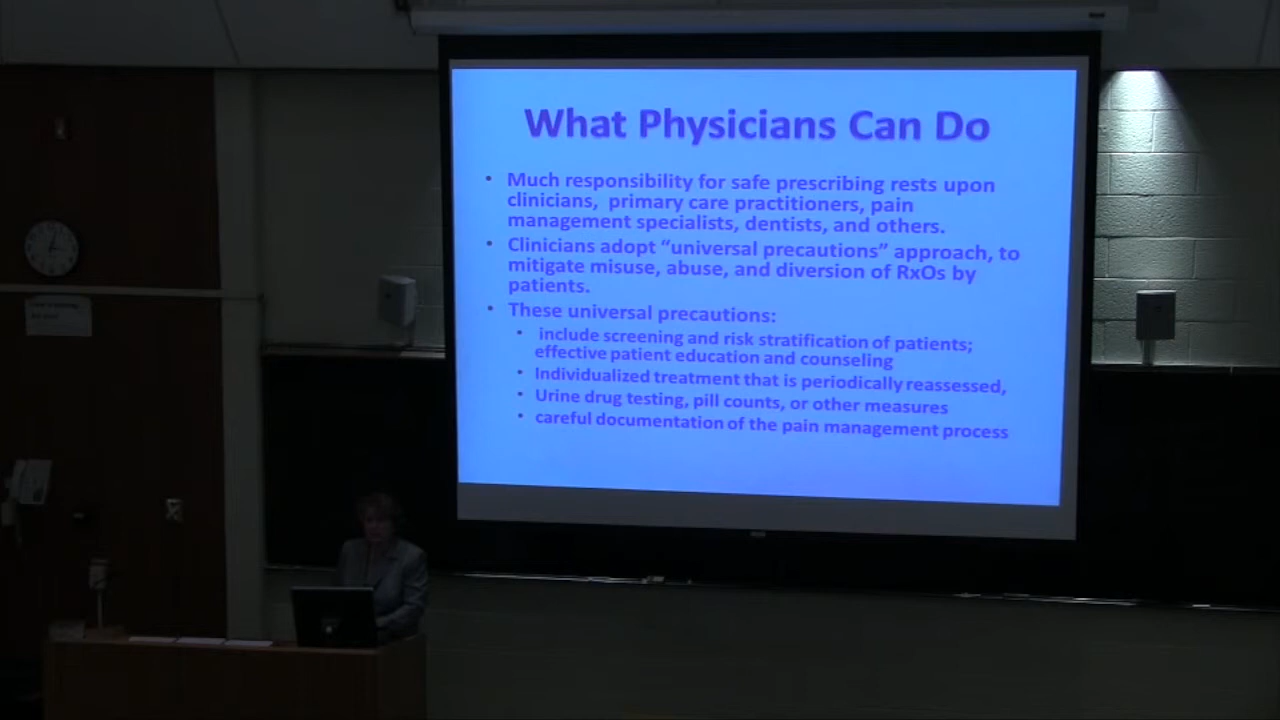 What Physicians Can Do
• Much responsibility for safe prescribing rests upon
clinicians, primary care practitioners, pain
management specialists, dentists, and others.
• Clinicians adopt “universal precautions” approach, to
mitigate misuse, abuse, and diversion of RxOs by
patients.
• These universal precautions:
• include screening and risk stratification of patients;
effective patient education and counseling
• Individualized treatment that is periodically reassessed,
• Urine drug testing, pill counts, or other measures
• careful documentation of the pain management process